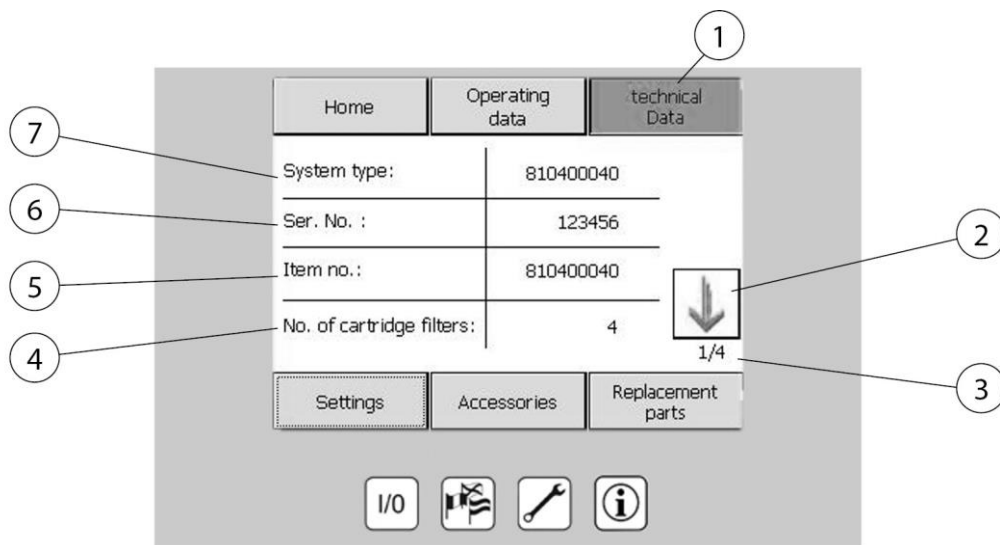 1
Home
Operating
data
technical
Data
7
System type: 810400040
6
Ser. No. : 123456
2
5
Item no.: 810400040
4
No. of cartridge filters: 4
1/4
3
Settings
Accessories
Replacement
parts
I/0
i